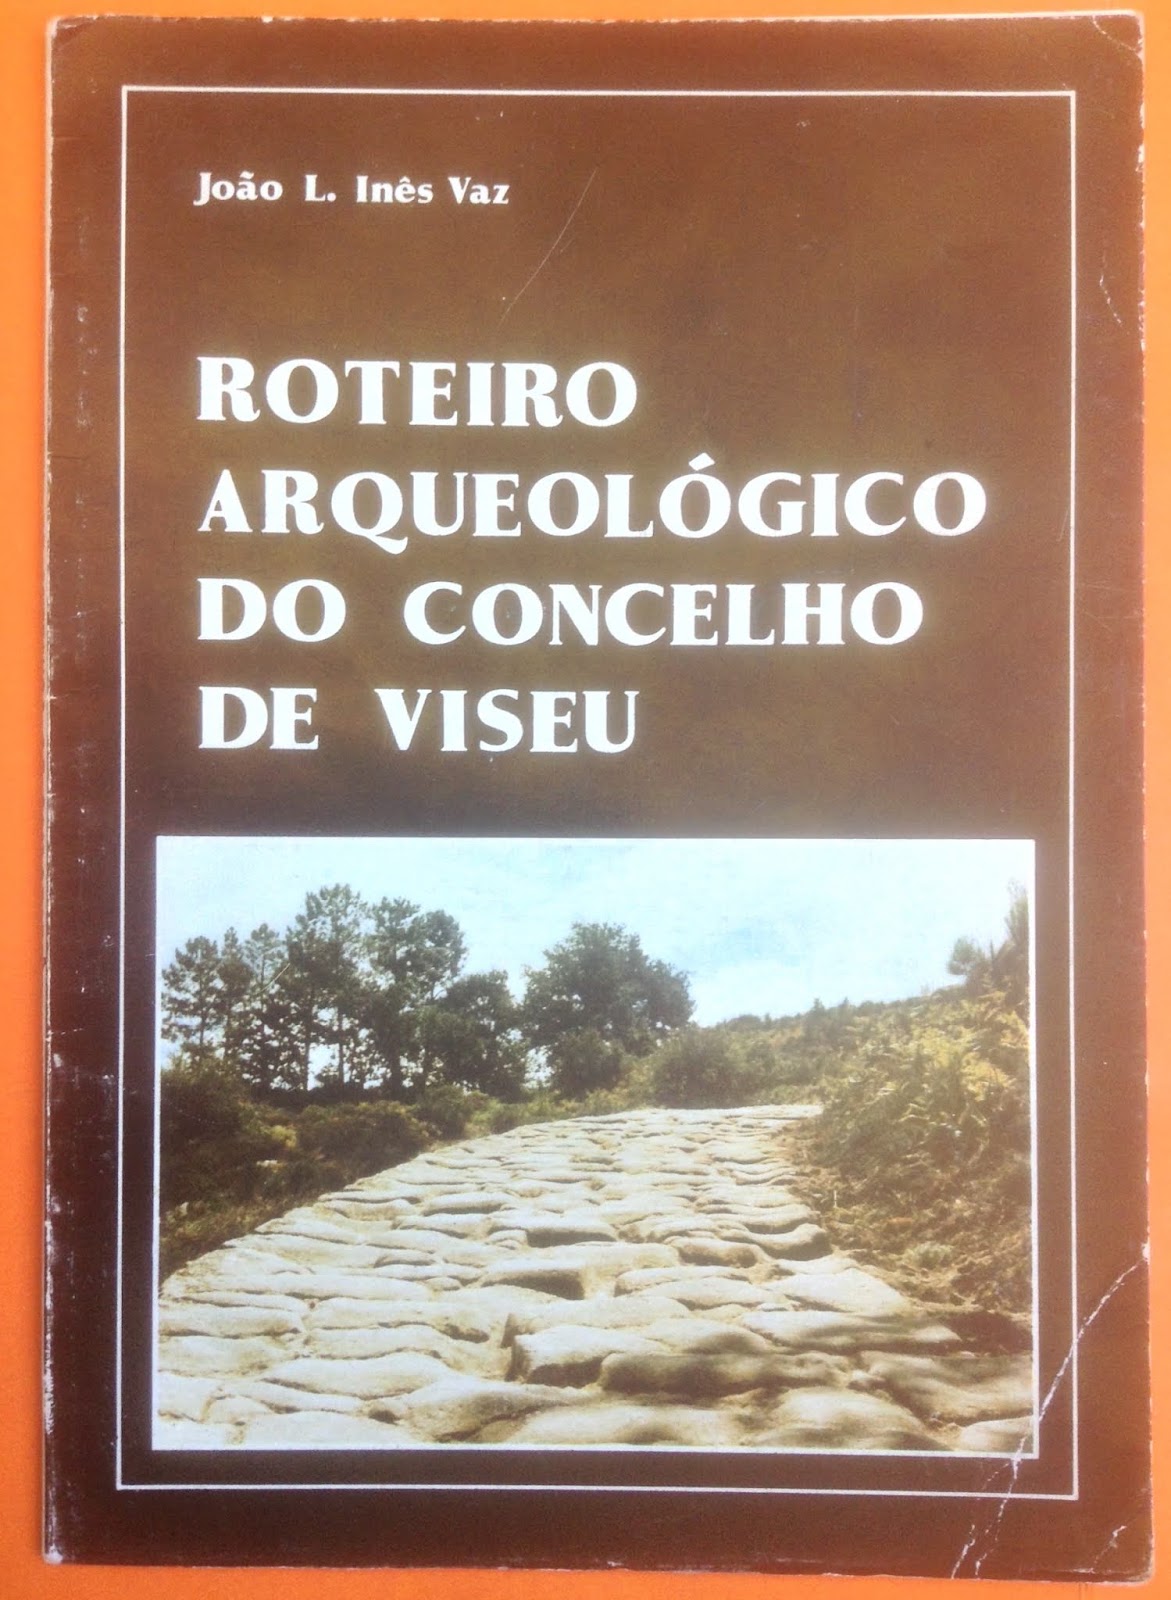 João L. Inês Vaz
ROTEIRO
ARQUEOLÓGICO
DO CONCELHO
DE VISEU